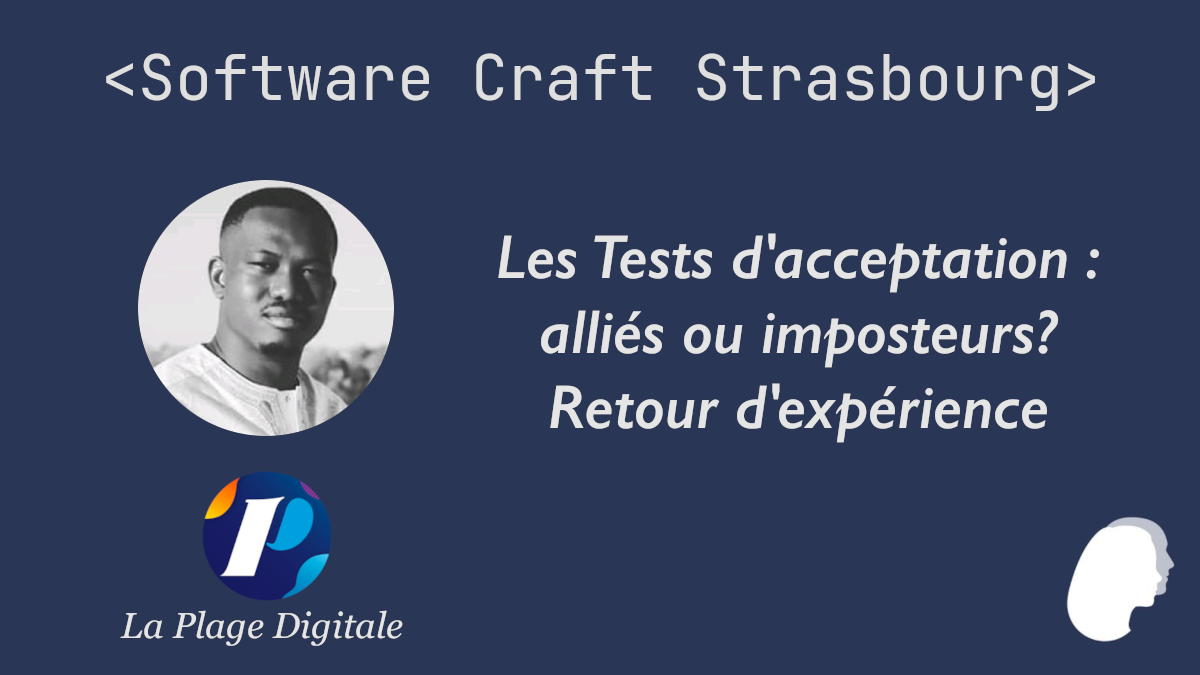 <Software Craft Strasbourg>
Les Tests d'acceptation :
alliés ou imposteurs?
Retour d'expérience
P
La Plage Digitale